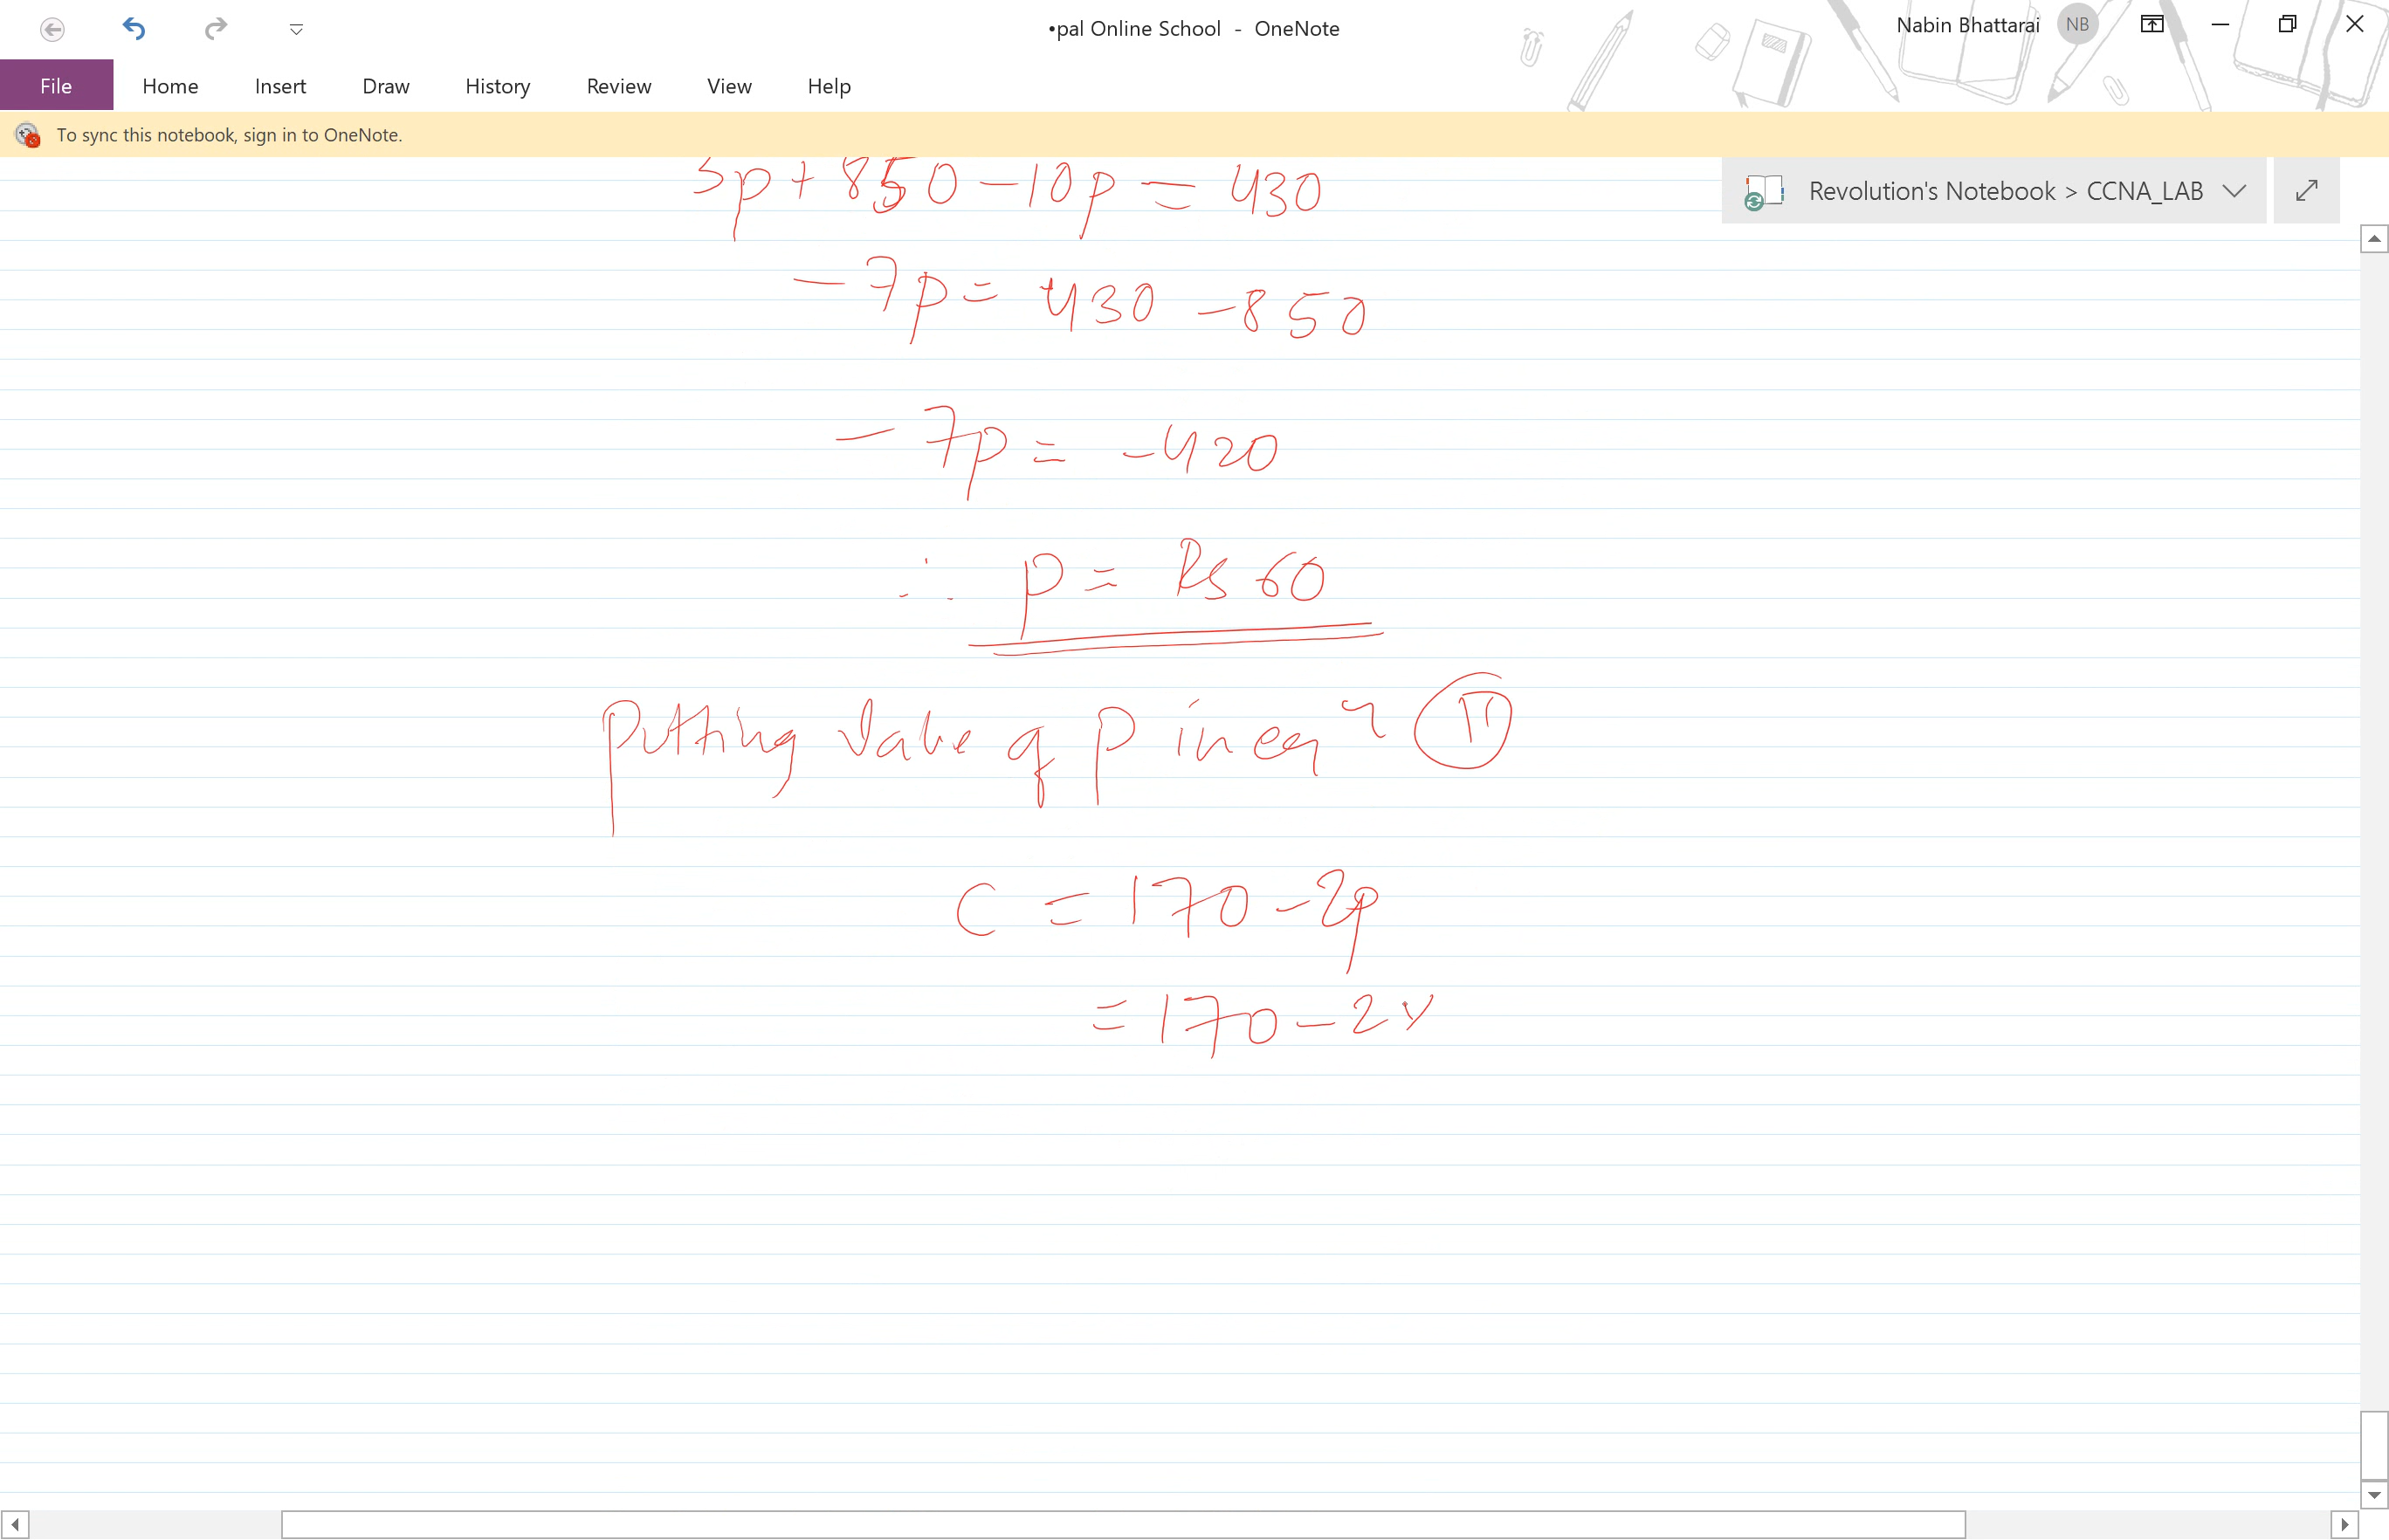 •pal Online School - OneNote
Nabin Bhattarai NB
File Home Insert Draw History Review View Help
To sync this notebook, sign in to OneNote.
Revolution's Notebook > CCNA_LAB
3p + 850 - 10p = 430
- 7p = 430 - 850
- 7p = -420
∴ p = Rs 60
Putting value of p in eqn II
C = 170 - 2p
= 170 - 2 ×